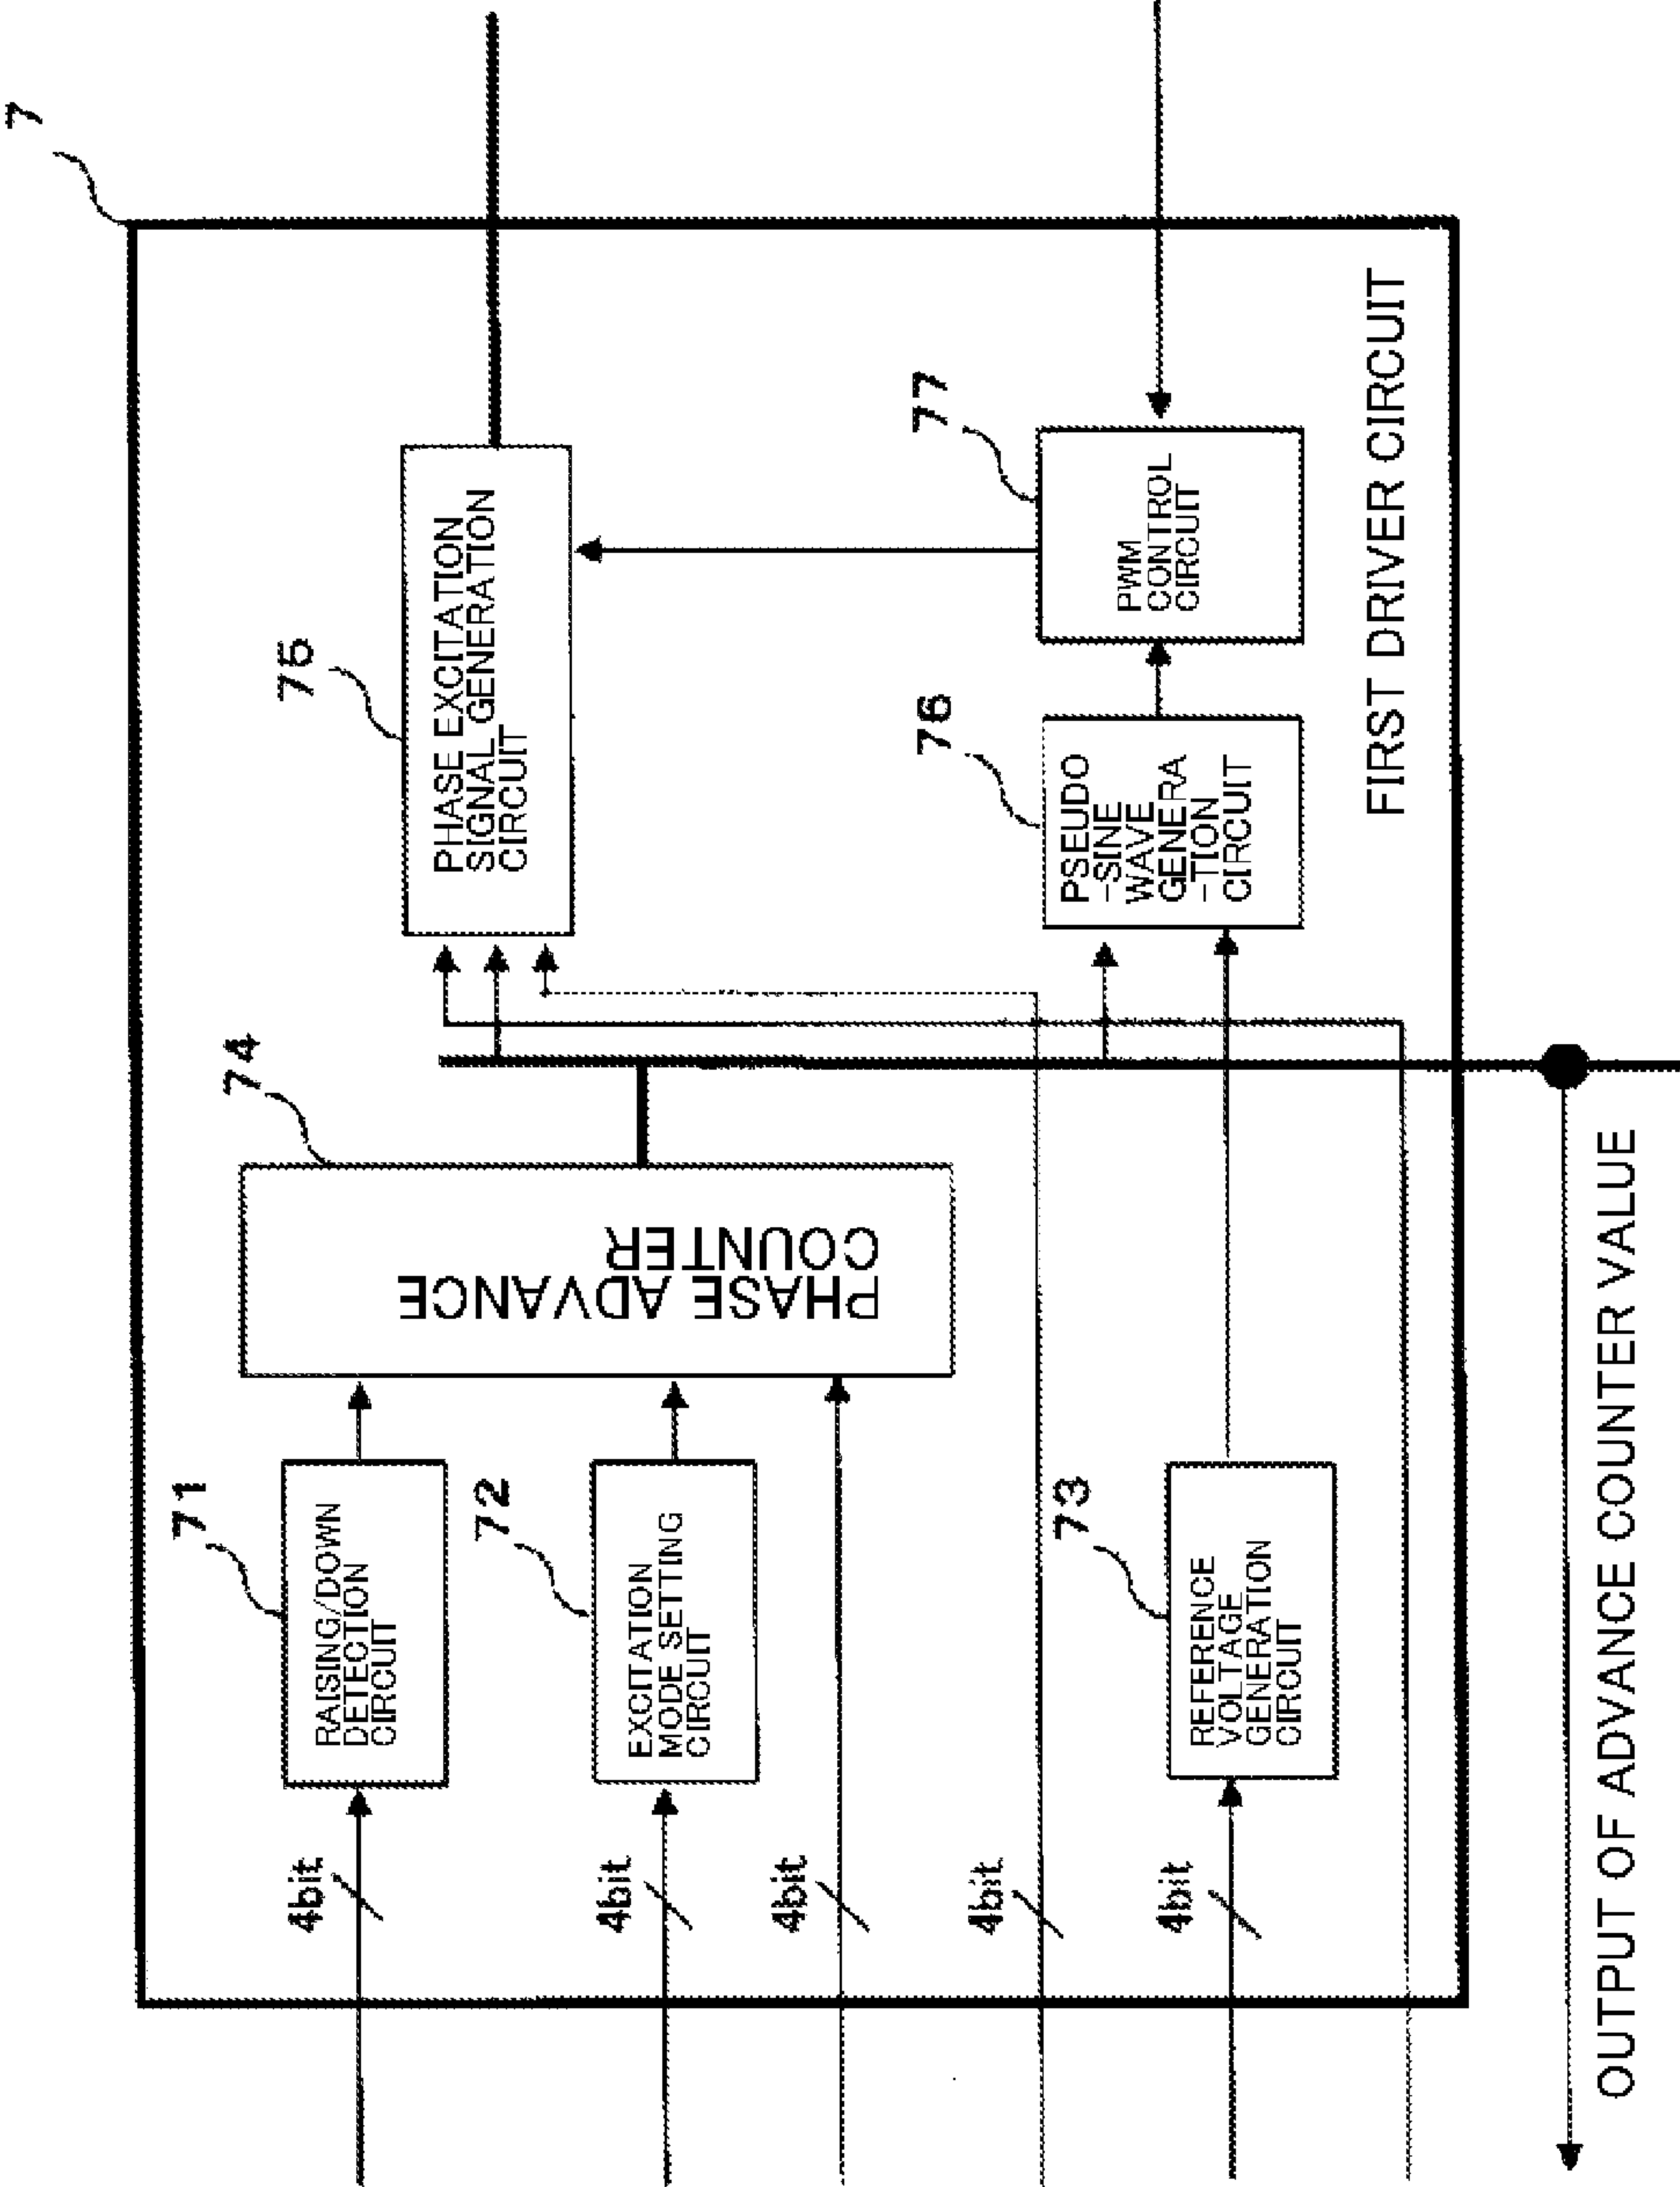 7
71
RAISING/DOWN
DETECTION
CIRCUIT
4bit
72
EXCITATION
MODE SETTING
CIRCUIT
4bit
4bit
4bit
73
REFERENCE
VOLTAGE
GENERATION
CIRCUIT
4bit
74
PHASE ADVANCE
COUNTER
75
PHASE EXCITATION
SIGNAL GENERATION
CIRCUIT
76
PSEUDO
-SINE
WAVE
GENERA
-TION
CIRCUIT
77
PWM
CONTROL
CIRCUIT
FIRST DRIVER CIRCUIT
OUTPUT OF ADVANCE COUNTER VALUE